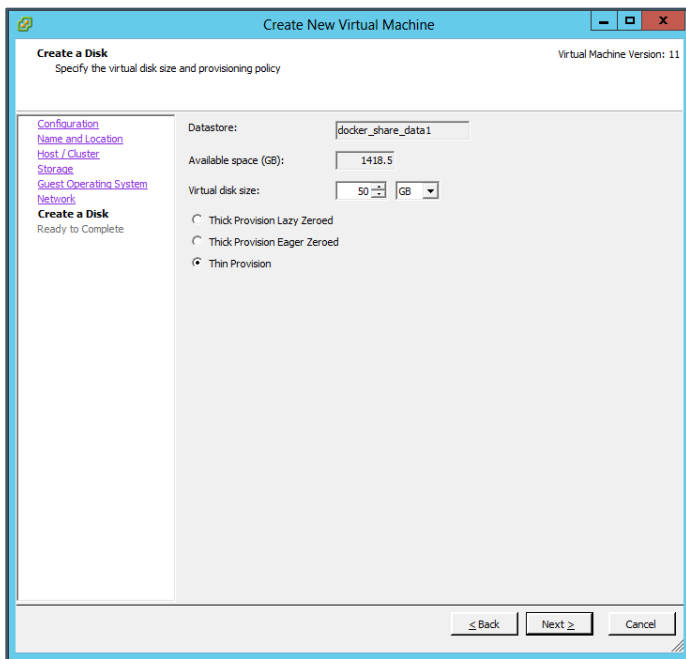 Create New Virtual Machine
Create a Disk
Specify the virtual disk size and provisioning policy
Virtual Machine Version: 11
Configuration
Name and Location
Host / Cluster
Storage
Guest Operating System
Network
Create a Disk
Ready to Complete
Datastore: docker_share_data1
Available space (GB): 1418.5
Virtual disk size: 50 GB
Thick Provision Lazy Zeroed
Thick Provision Eager Zeroed
Thin Provision
< Back Next > Cancel